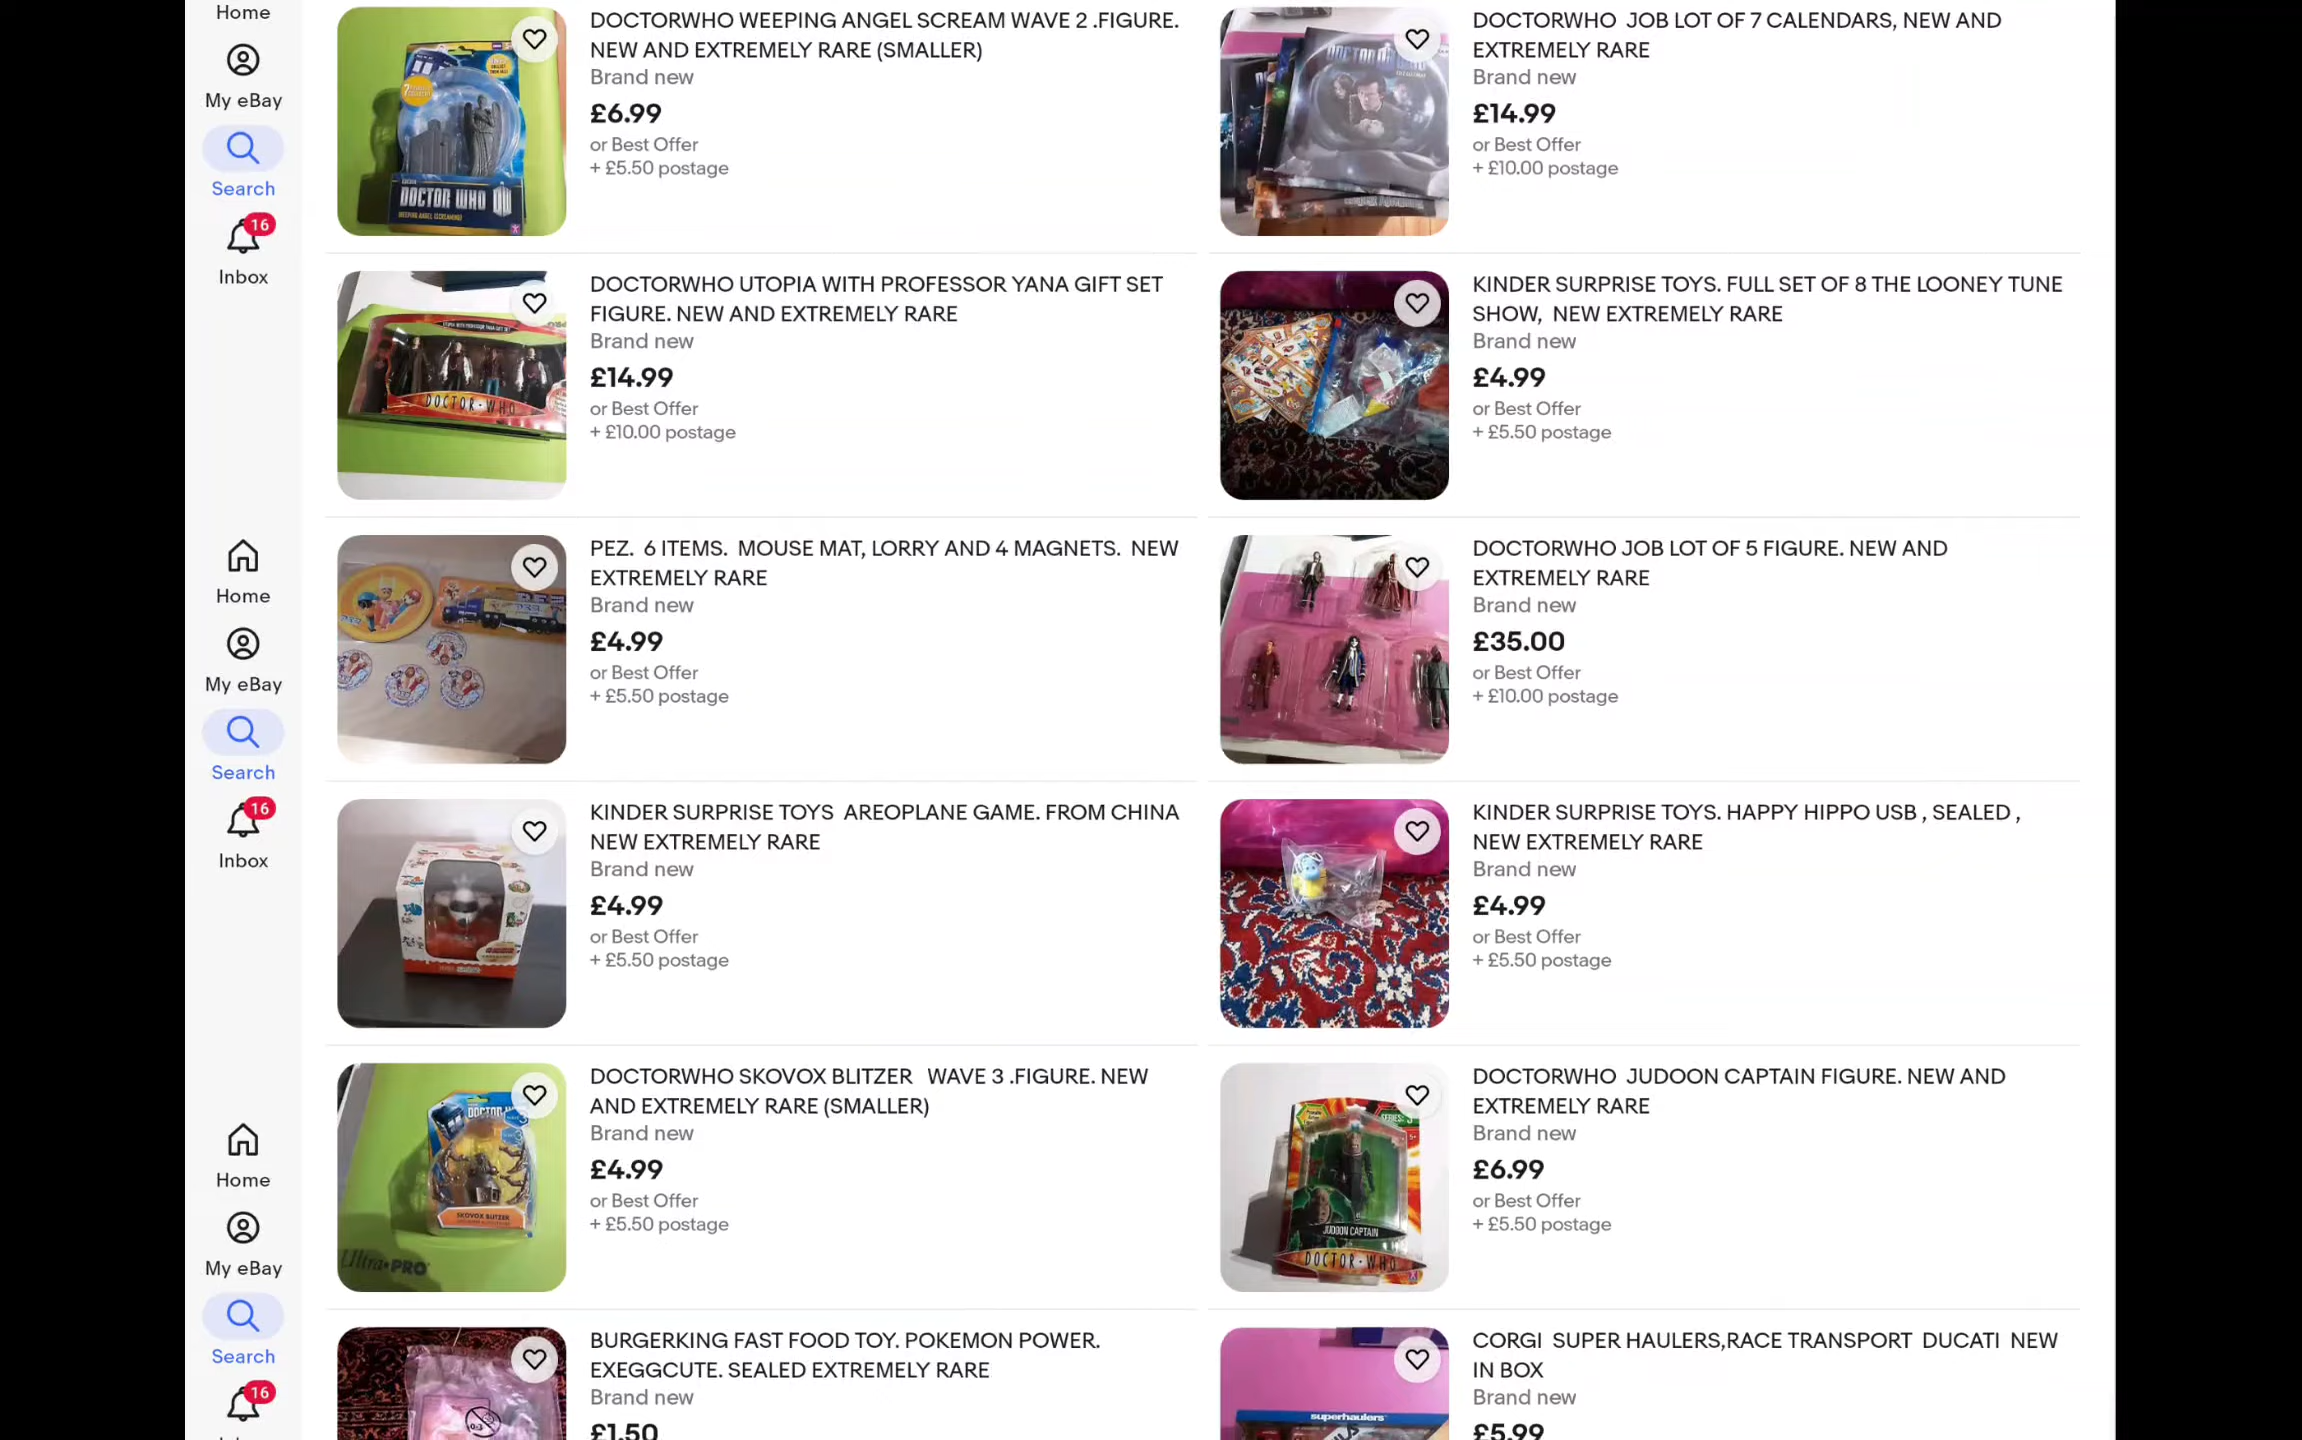 Home
My eBay
Search
16
Inbox
Home
My eBay
Search
16
Inbox
Home
My eBay
Search
16
DOCTORWHO WEEPING ANGEL SCREAM WAVE 2 .FIGURE.
NEW AND EXTREMELY RARE (SMALLER)
Brand new
£6.99
or Best Offer
+ £5.50 postage
DOCTOR WHO
WEEPING ANGEL (SCREAMING)
DOCTORWHO JOB LOT OF 7 CALENDARS, NEW AND
EXTREMELY RARE
Brand new
£14.99
or Best Offer
+ £10.00 postage
DOCTORWHO UTOPIA WITH PROFESSOR YANA GIFT SET
FIGURE. NEW AND EXTREMELY RARE
Brand new
£14.99
or Best Offer
+ £10.00 postage
DOCTOR·WHO
KINDER SURPRISE TOYS. FULL SET OF 8 THE LOONEY TUNE
SHOW, NEW EXTREMELY RARE
Brand new
£4.99
or Best Offer
+ £5.50 postage
PEZ. 6 ITEMS. MOUSE MAT, LORRY AND 4 MAGNETS. NEW
EXTREMELY RARE
Brand new
£4.99
or Best Offer
+ £5.50 postage
DOCTORWHO JOB LOT OF 5 FIGURE. NEW AND
EXTREMELY RARE
Brand new
£35.00
or Best Offer
+ £10.00 postage
KINDER SURPRISE TOYS AREOPLANE GAME. FROM CHINA
NEW EXTREMELY RARE
Brand new
£4.99
or Best Offer
+ £5.50 postage
KINDER SURPRISE TOYS. HAPPY HIPPO USB , SEALED ,
NEW EXTREMELY RARE
Brand new
£4.99
or Best Offer
+ £5.50 postage
DOCTORWHO SKOVOX BLITZER WAVE 3 .FIGURE. NEW
AND EXTREMELY RARE (SMALLER)
Brand new
£4.99
or Best Offer
+ £5.50 postage
SKOVOX BLITZER
Ultra·PRO
DOCTORWHO JUDOON CAPTAIN FIGURE. NEW AND
EXTREMELY RARE
Brand new
£6.99
or Best Offer
+ £5.50 postage
JUDOON CAPTAIN
DOCTOR·WHO
BURGERKING FAST FOOD TOY. POKEMON POWER.
EXEGGCUTE. SEALED EXTREMELY RARE
Brand new
£1.50
CORGI SUPER HAULERS,RACE TRANSPORT DUCATI NEW
IN BOX
Brand new
£5.99
superhaulers